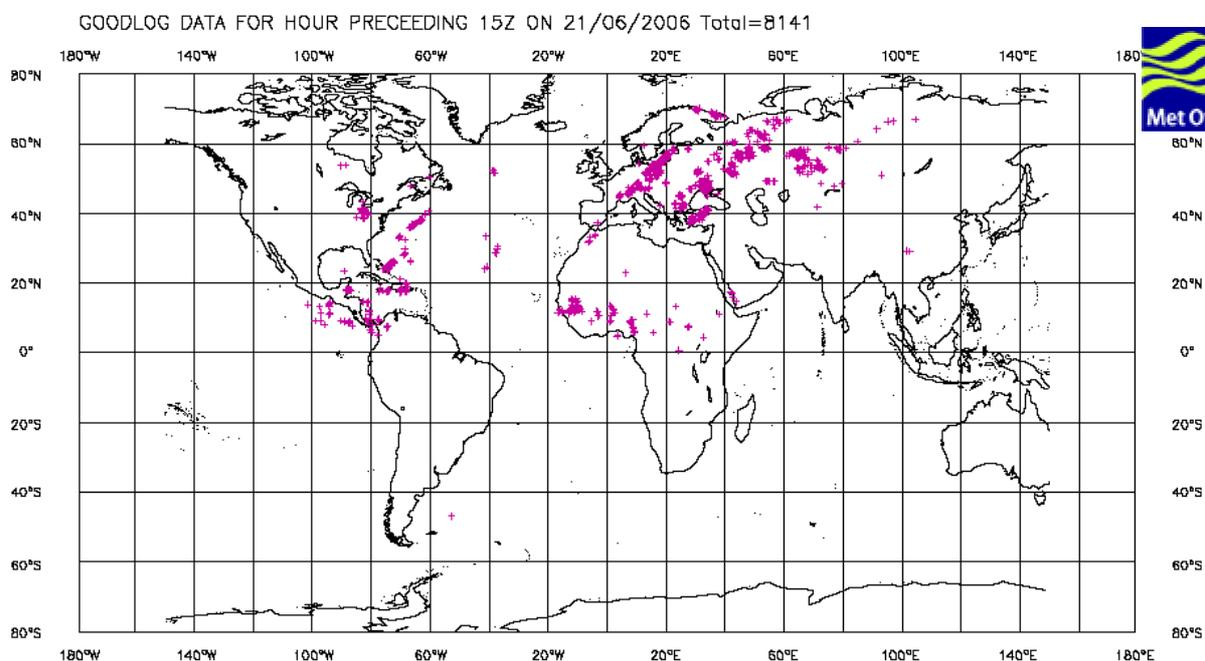 GOODLOG DATA FOR HOUR PRECEEDING 15Z ON 21/06/2006 Total=8141
180°W 140°W 100°W 60°W 20°W 20°E 60°E 100°E 140°E 180°
80°N
60°N 60°N
40°N 40°N
20°N 20°N
0° 0°
20°S 20°S
40°S 40°S
60°S 60°S
80°S 80°S
180°W 140°W 100°W 60°W 20°W 20°E 60°E 100°E 140°E 180°E
Met O